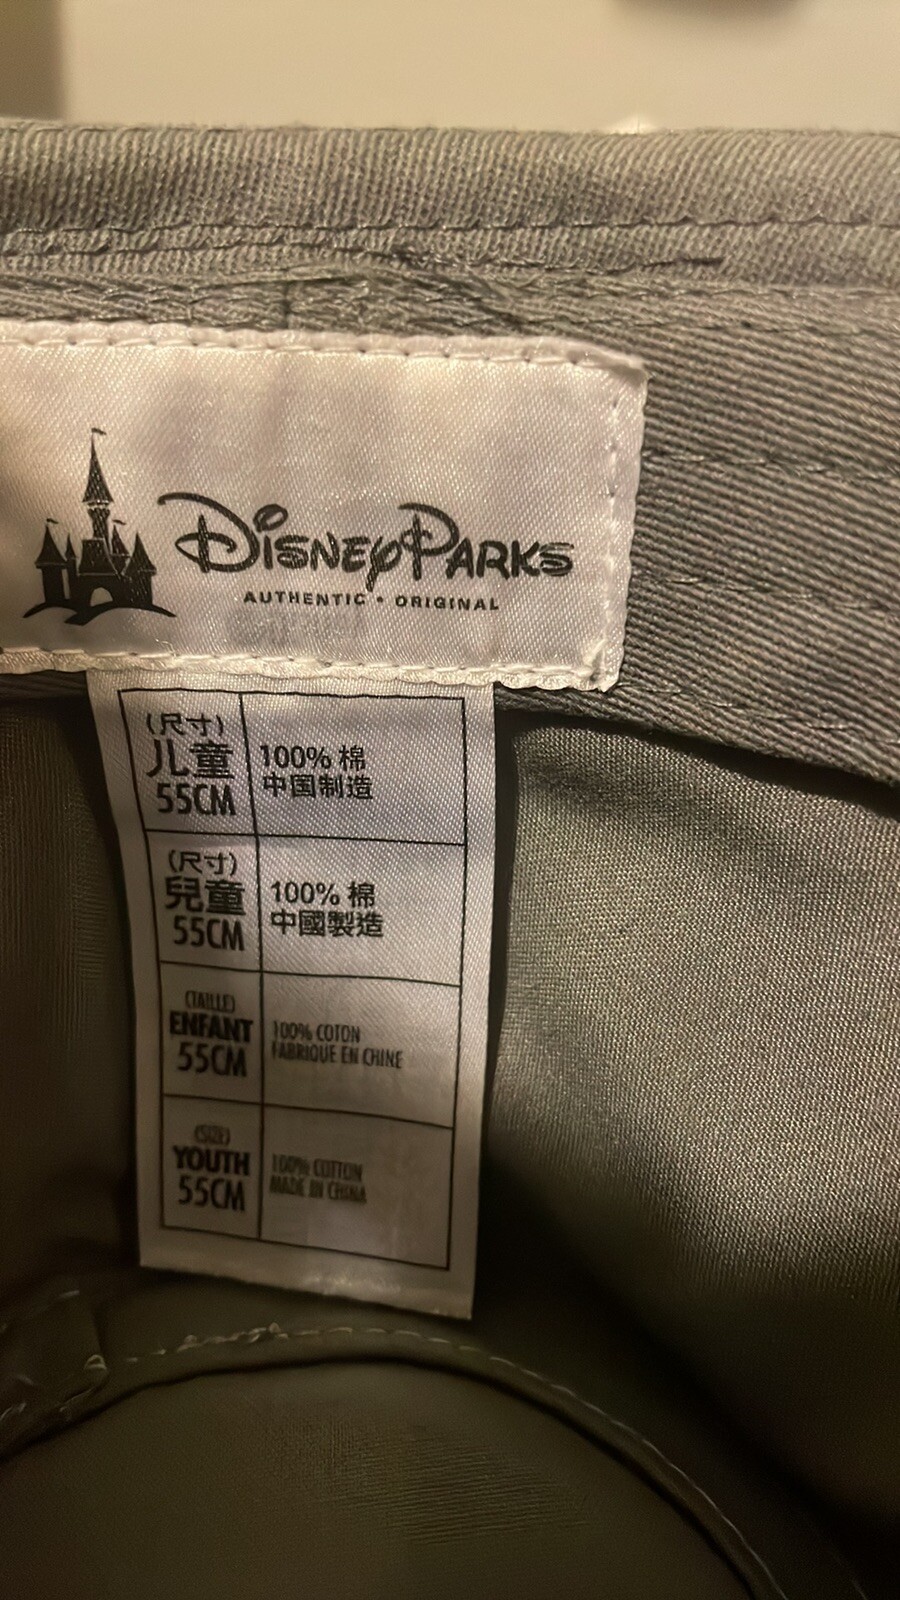 Disney Parks
AUTHENTIC • ORIGINAL
(尺寸)
儿童
55CM
100% 棉
中国制造
(尺寸)
兒童
55CM
100% 棉
中國製造
(TAILLE)
ENFANT
55CM
100% COTON
FABRIQUE EN CHINE
(SIZE)
YOUTH
55CM
100% COTTON
MADE IN CHINA